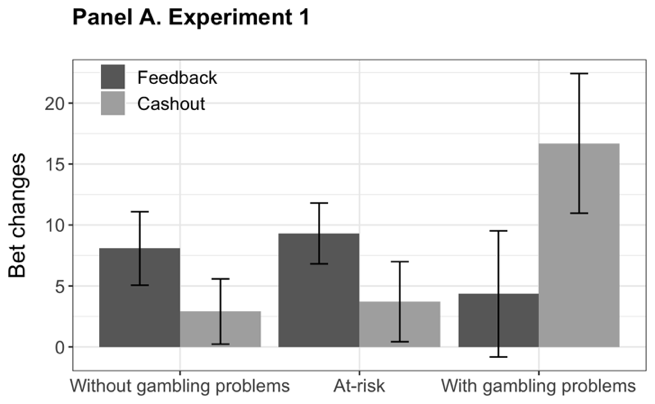 Panel A. Experiment 1
Feedback
Cashout
Bet changes
20
15
10
5
0
Without gambling problems
At-risk
With gambling problems